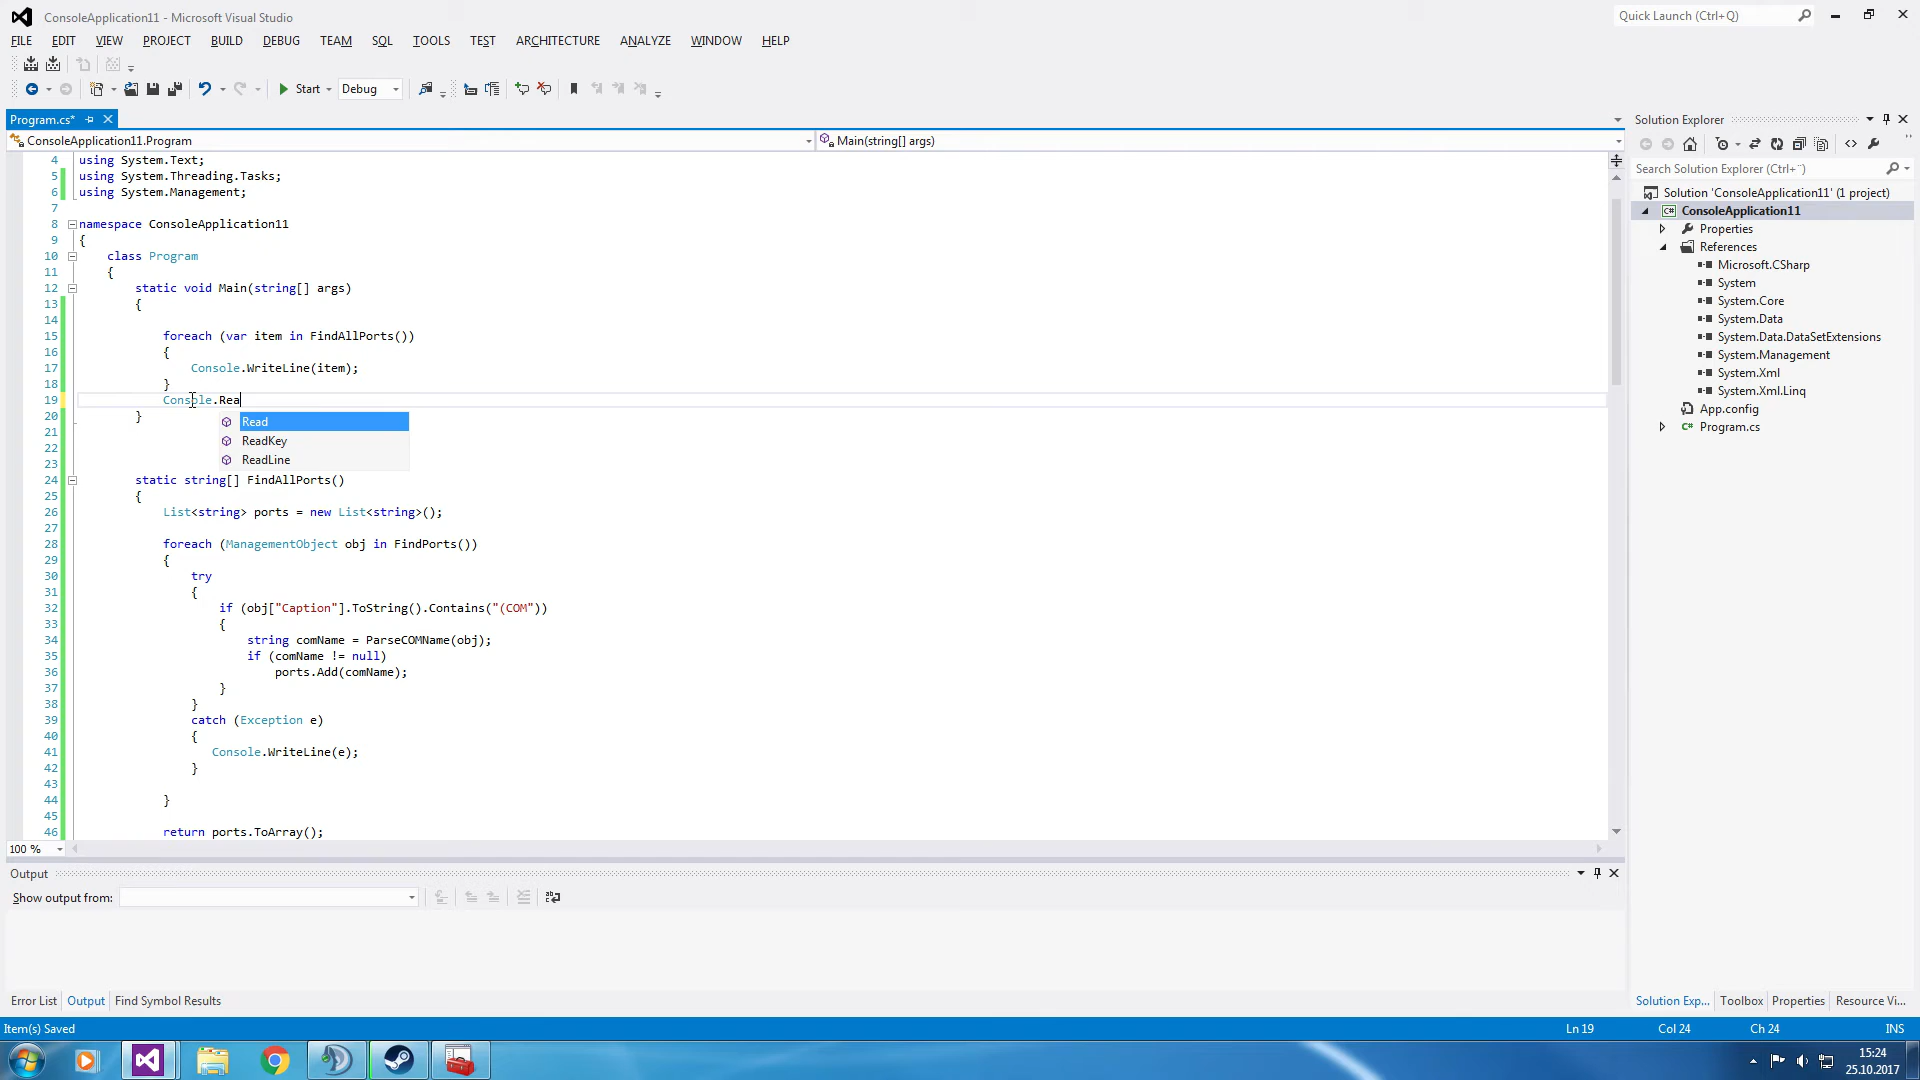 ConsoleApplication11 - Microsoft Visual Studio
Quick Launch (Ctrl+Q)
FILE EDIT VIEW PROJECT BUILD DEBUG TEAM SQL TOOLS TEST ARCHITECTURE ANALYZE WINDOW HELP
Start Debug
Program.cs*
ConsoleApplication11.Program
Main(string[] args)
4 using System.Text;
5 using System.Threading.Tasks;
6 using System.Management;
7
8 namespace ConsoleApplication11
9 {
10 class Program
11 {
12 static void Main(string[] args)
13 {
14
15 foreach (var item in FindAllPorts())
16 {
17 Console.WriteLine(item);
18 }
19 Console.Rea
20 }
Read
21
ReadKey
22
ReadLine
23
24 static string[] FindAllPorts()
25 {
26 List<string> ports = new List<string>();
27
28 foreach (ManagementObject obj in FindPorts())
29 {
30 try
31 {
32 if (obj["Caption"].ToString().Contains("(COM"))
33 {
34 string comName = ParseCOMName(obj);
35 if (comName != null)
36 ports.Add(comName);
37 }
38 }
39 catch (Exception e)
40 {
41 Console.WriteLine(e);
42 }
43
44 }
45
46 return ports.ToArray();
100 %
Output
Show output from:
Error List Output Find Symbol Results
Solution Explorer
Search Solution Explorer (Ctrl+¨)
Solution 'ConsoleApplication11' (1 project)
C# ConsoleApplication11
Properties
References
Microsoft.CSharp
System
System.Core
System.Data
System.Data.DataSetExtensions
System.Management
System.Xml
System.Xml.Linq
App.config
C# Program.cs
Solution Exp... Toolbox Properties Resource Vi...
Item(s) Saved
Ln 19 Col 24 Ch 24 INS
15:24
25.10.2017